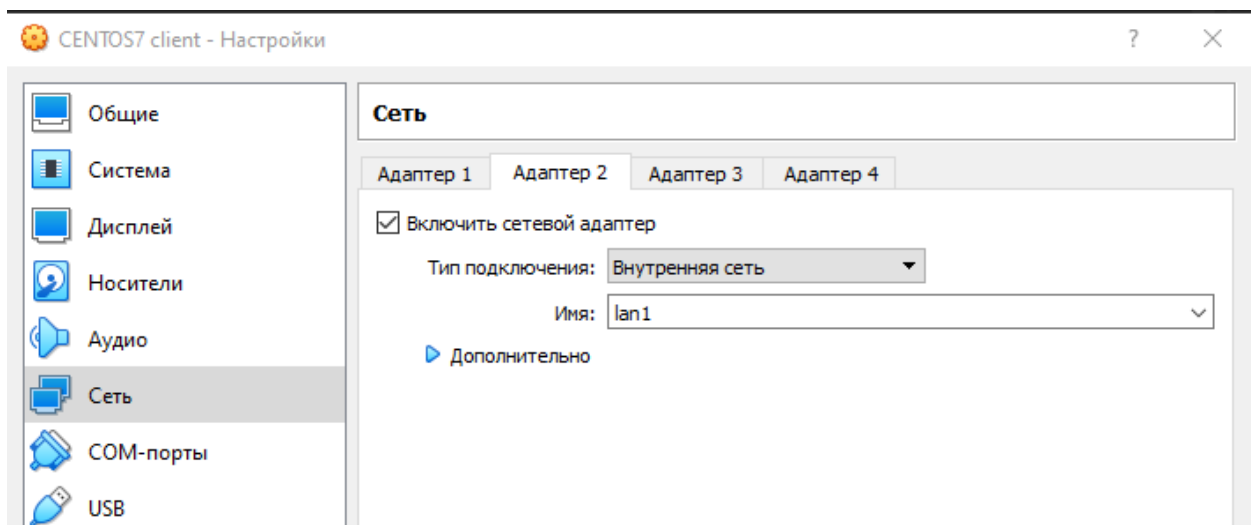 CENTOS7 client - Настройки
?
Общие
Система
Дисплей
Носители
Аудио
Сеть
COM-порты
USB
Сеть
Адаптер 1 Адаптер 2 Адаптер 3 Адаптер 4
Включить сетевой адаптер
Тип подключения: Внутренняя сеть
Имя: lan1
Дополнительно